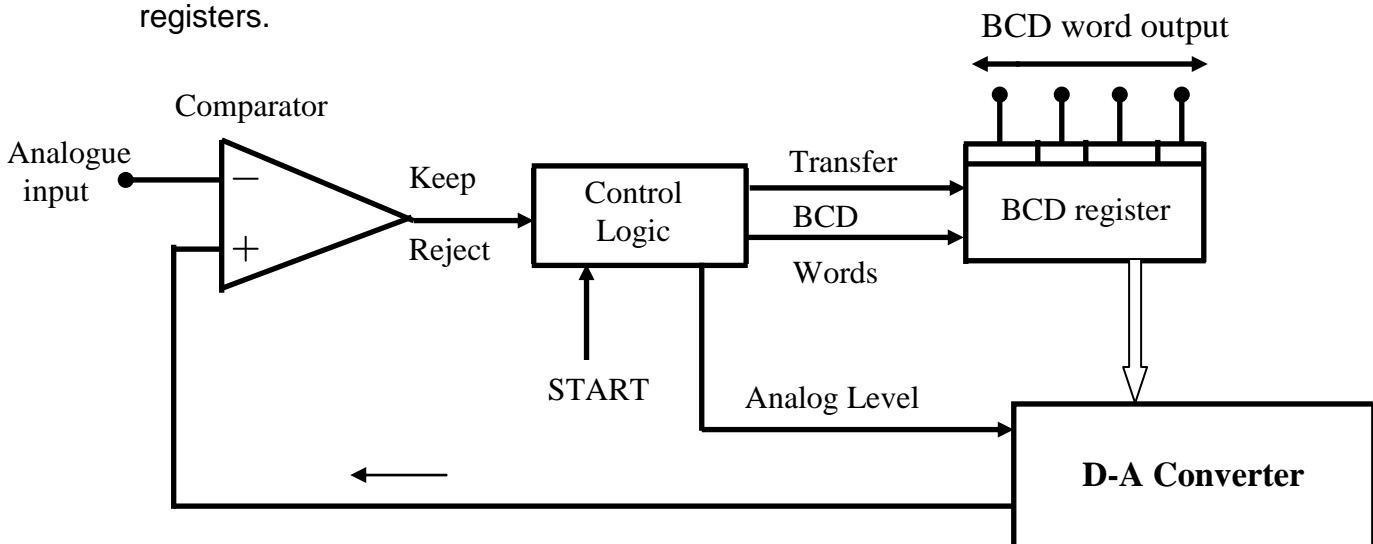 registers.
BCD word output
Comparator
Analogue
input
−
+
Keep
Reject
Control
Logic
START
Transfer
BCD
Words
BCD register
Analog Level
D-A Converter